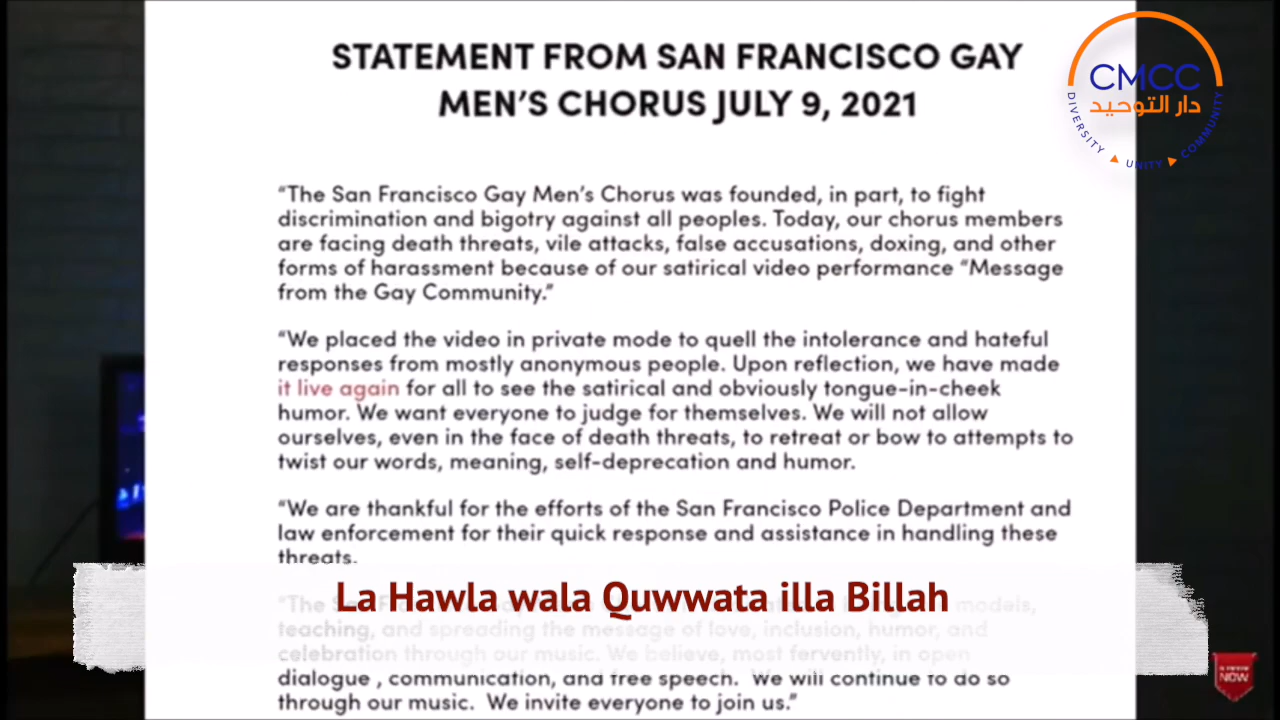 STATEMENT FROM SAN FRANCISCO GAY
MEN'S CHORUS JULY 9, 2021
CMCC
دار التوحيد
DIVERSITY ▲ UNITY ▲ COMMUNITY
“The San Francisco Gay Men's Chorus was founded, in part, to fight
discrimination and bigotry against all peoples. Today, our chorus members
are facing death threats, vile attacks, false accusations, doxing, and other
forms of harassment because of our satirical video performance “Message
from the Gay Community.”
“We placed the video in private mode to quell the intolerance and hateful
responses from mostly anonymous people. Upon reflection, we have made
it live again for all to see the satirical and obviously tongue-in-cheek
humor. We want everyone to judge for themselves. We will not allow
ourselves, even in the face of death threats, to retreat or bow to attempts to
twist our words, meaning, self-deprecation and humor.
“We are thankful for the efforts of the San Francisco Police Department and
law enforcement for their quick response and assistance in handling these
threats.
La Hawla wala Quwwata illa Billah
“The San models,
teaching, and spreading the message of love, inclusion, humor, and
celebration through our music. We believe, most fervently, in open
dialogue , communication, and free speech. We will continue to do so
through our music. We invite everyone to join us.”
NOW